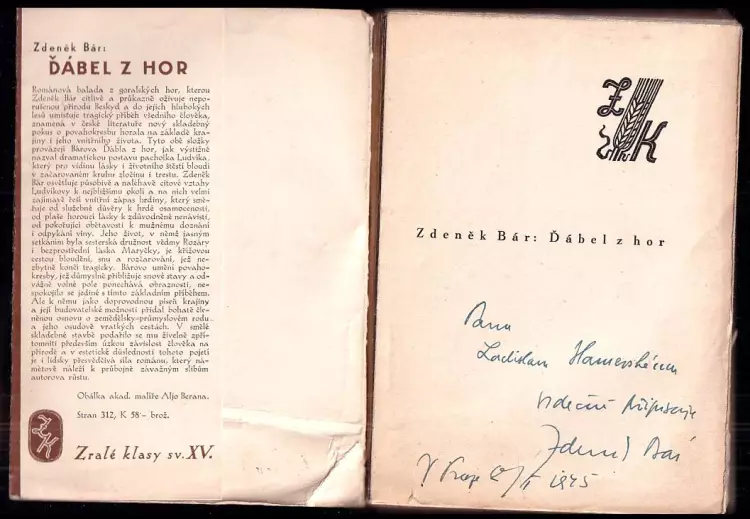 Zdeněk Bár:
ĎÁBEL Z HOR
Románová balada z goralských hor, kterou
Zdeněk Bár citlivě a průkazně oživuje nepo-
rušenou přírodu Beskyd a do jejich hlubokých
lesů umisťuje tragický příběh všedního člověka,
znamená v české literatuře nový skladebný
pokus o povahokresbu horala na základě kra-
jiny i jeho vnitřního života. Tyto obě složky
provázejí Bárova Ďábla z hor, jak výstižně
nazval dramatickou postavu pacholka Ludvíka,
který pro vidinu lásky i životního štěstí bloudí
v začarovaném kruhu zločinu i trestu. Zdeněk
Bár osvětluje působivě a naléhavě citové vztahy
Ludvíkovy k nejbližšímu okolí a na nich velmi
zajímavě řeší vnitřní zápas hrdiny, který smě-
řuje od služebné důvěry k hrdé osamocenosti,
od plaše horoucí lásky k zdůvodněné nenávisti,
od pokořující obětavosti k mužnému doznání
i odpykání viny. Jeho život, v němž jasným
setkáním byla sesterská družnost vědmy Rozáry
i bezprostřední láska Maryčky, je křížovou
cestou bloudění, snu a rozčarování, jež ne-
zbytně končí tragicky. Bárovo umění povaho-
kresby, jež důmyslně přibližuje snové stavy a od-
vážně volné pole ponechává obraznosti, ne-
spokojilo se jedině s tímto základním příběhem.
Ale k němu jako doprovodnou píseň krajiny
a její budovatelské možnosti přidal bohatě čle-
něnou osnovu o zemědělsky-průmyslovém rodu
a jeho osudově vratkých cestách. V smělé
skladebné stavbě podařilo se mu živelně zpří-
tomniti především úzkou závislost člověka na
přírodě a v estetické důslednosti tohoto pojetí
je i lidsky přesvědčivá síla románu, který ná-
mětově náleží k průbojně závažným slibům
autorova růstu.
Obálka akad. malíře Aljo Berana.
Stran 312, K 58 – brož.
ZK
Zralé klasy sv. XV.
ZK
Zdeněk Bár: Ďábel z hor
Panu
Ladislavu
vděčně připisuje
Zdeněk Bár
V Praze 1945